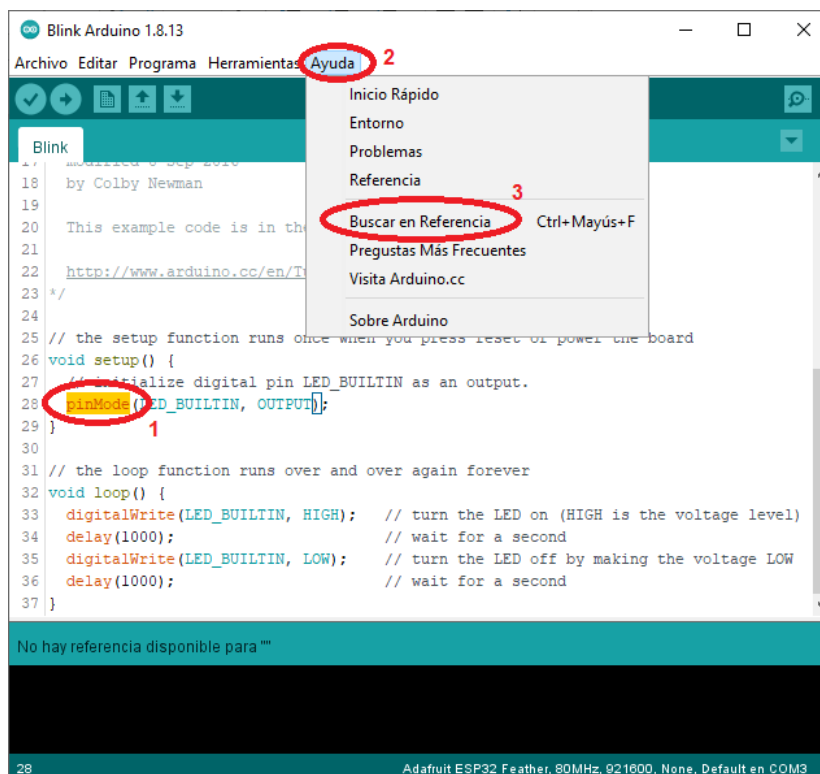 Blink Arduino 1.8.13
Archivo Editar Programa Herramientas Ayuda 2
Inicio Rápido
Entorno
Problemas
Referencia
3
Buscar en Referencia Ctrl+Mayús+F
Pregustas Más Frecuentes
Visita Arduino.cc
Sobre Arduino
Blink
18 by Colby Newman
19
20 This example code is in the
21
22 http://www.arduino.cc/en/Tu
23 */
24
25 // the setup function runs once when you press reset or power the board
26 void setup() {
27 // initialize digital pin LED_BUILTIN as an output.
28 pinMode(LED_BUILTIN, OUTPUT);
29 }
1
30
31 // the loop function runs over and over again forever
32 void loop() {
33 digitalWrite(LED_BUILTIN, HIGH); // turn the LED on (HIGH is the voltage level)
34 delay(1000); // wait for a second
35 digitalWrite(LED_BUILTIN, LOW); // turn the LED off by making the voltage LOW
36 delay(1000); // wait for a second
37 }
No hay referencia disponible para ""
28 Adafruit ESP32 Feather, 80MHz, 921600, None, Default en COM3